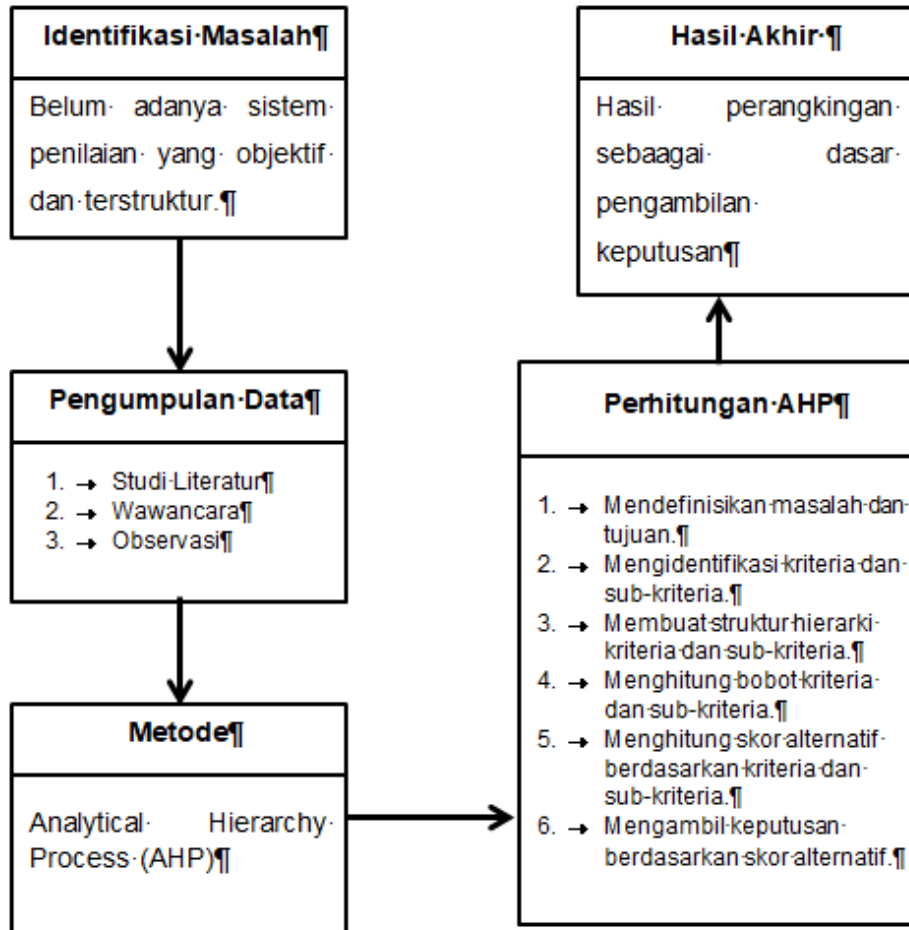 Identifikasi·Masalah¶
Belum· adanya sistem·
penilaian· yang objektif·
dan·terstruktur.¶
Pengumpulan·Data¶
1. → Studi·Literatur¶
2. → Wawancara¶
3. → Observasi¶
Metode¶
Analytical· Hierarchy·
Process·(AHP)¶
Perhitungan·AHP¶
1. → Mendefinisikan·masalah·dan·
tujuan.¶
2. → Mengidentifikasi·kriteria·dan·
sub-kriteria.¶
3. → Membuat·struktur·hierarki·
kriteria·dan·sub-kriteria.¶
4. → Menghitung·bobot·kriteria·
dan·sub-kriteria.¶
5. → Menghitung·skor·alternatif·
berdasarkan·kriteria·dan·
sub-kriteria.¶
6. → Mengambil·keputusan·
berdasarkan·skor·alternatif.¶
Hasil·Akhir·¶
Hasil· perangkingan·
sebaagai· dasar·
pengambilan·
keputusan¶